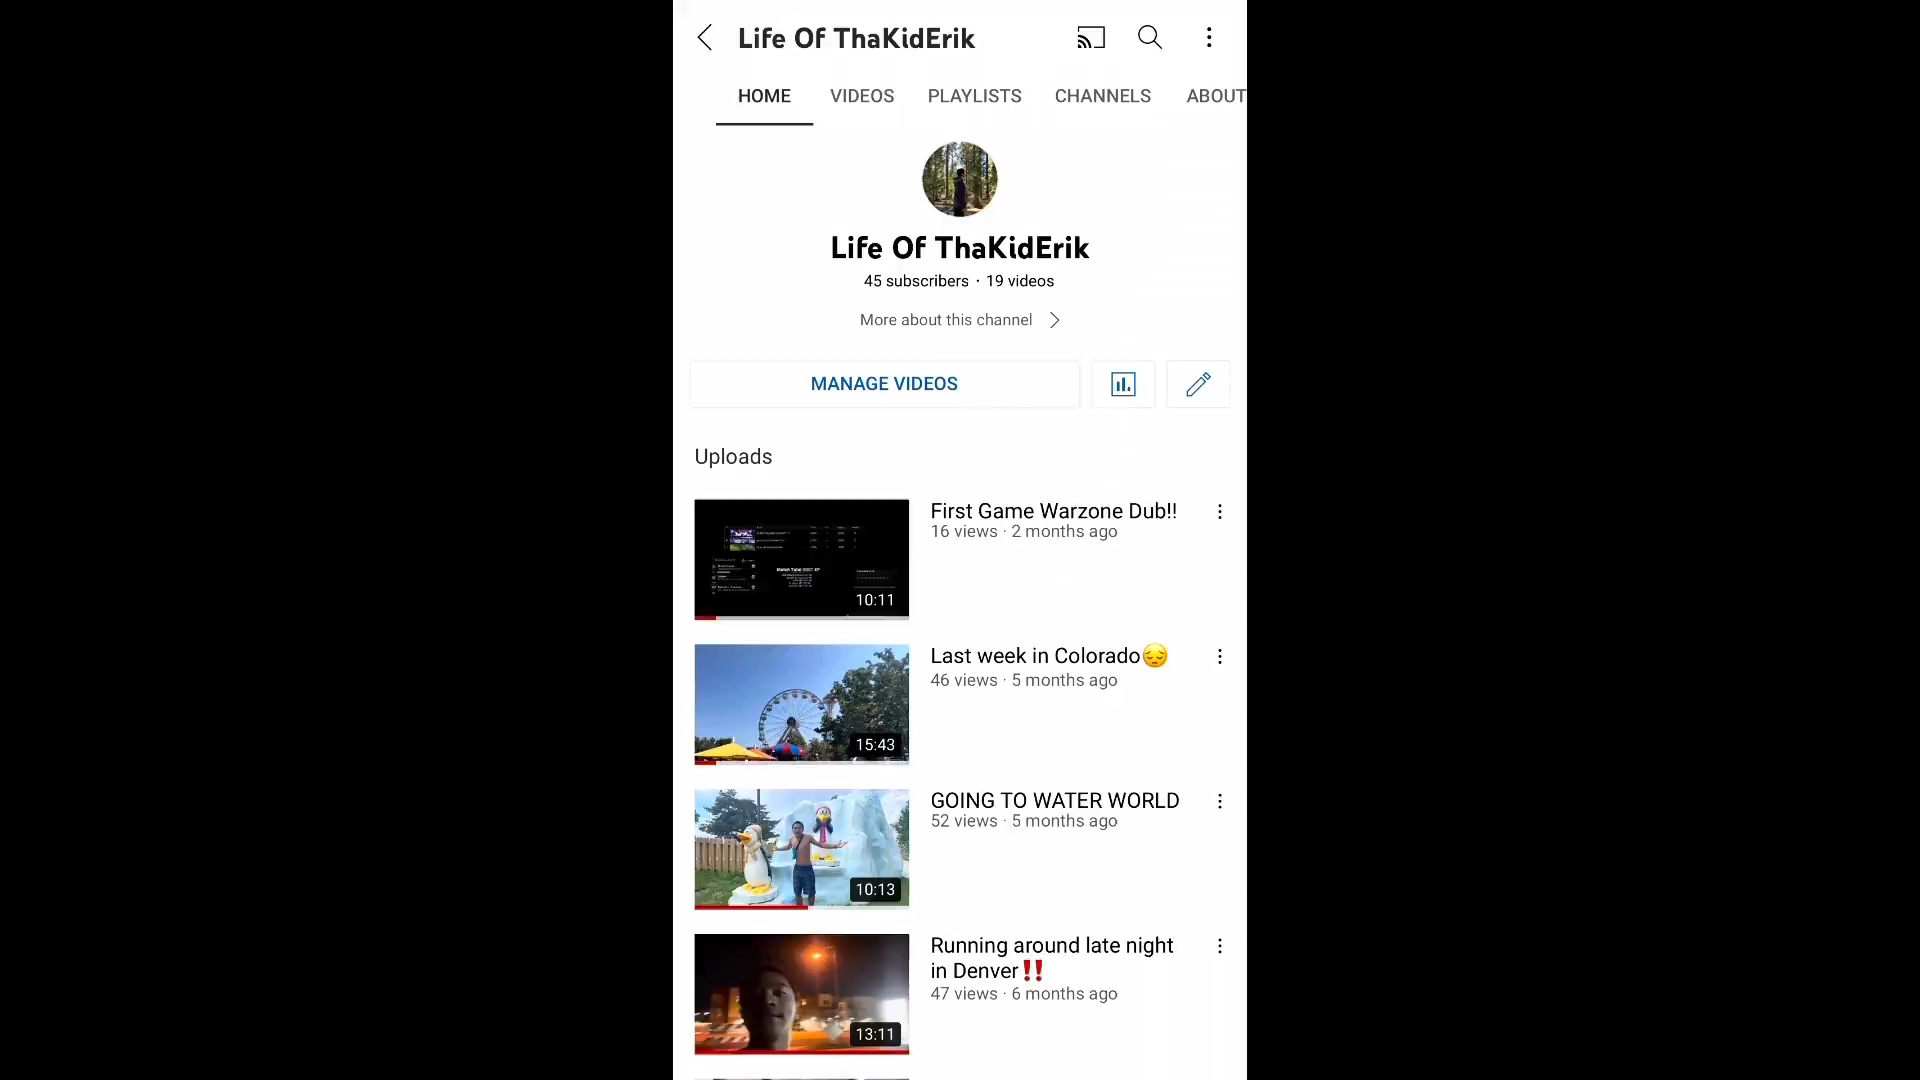 Life Of ThaKidErik
HOME VIDEOS PLAYLISTS CHANNELS ABOUT
Life Of ThaKidErik
45 subscribers · 19 videos
More about this channel
MANAGE VIDEOS
Uploads
First Game Warzone Dub!!
16 views · 2 months ago
10:11
Last week in Colorado😔
46 views · 5 months ago
15:43
GOING TO WATER WORLD
52 views · 5 months ago
10:13
Running around late night
in Denver‼️
47 views · 6 months ago
13:11